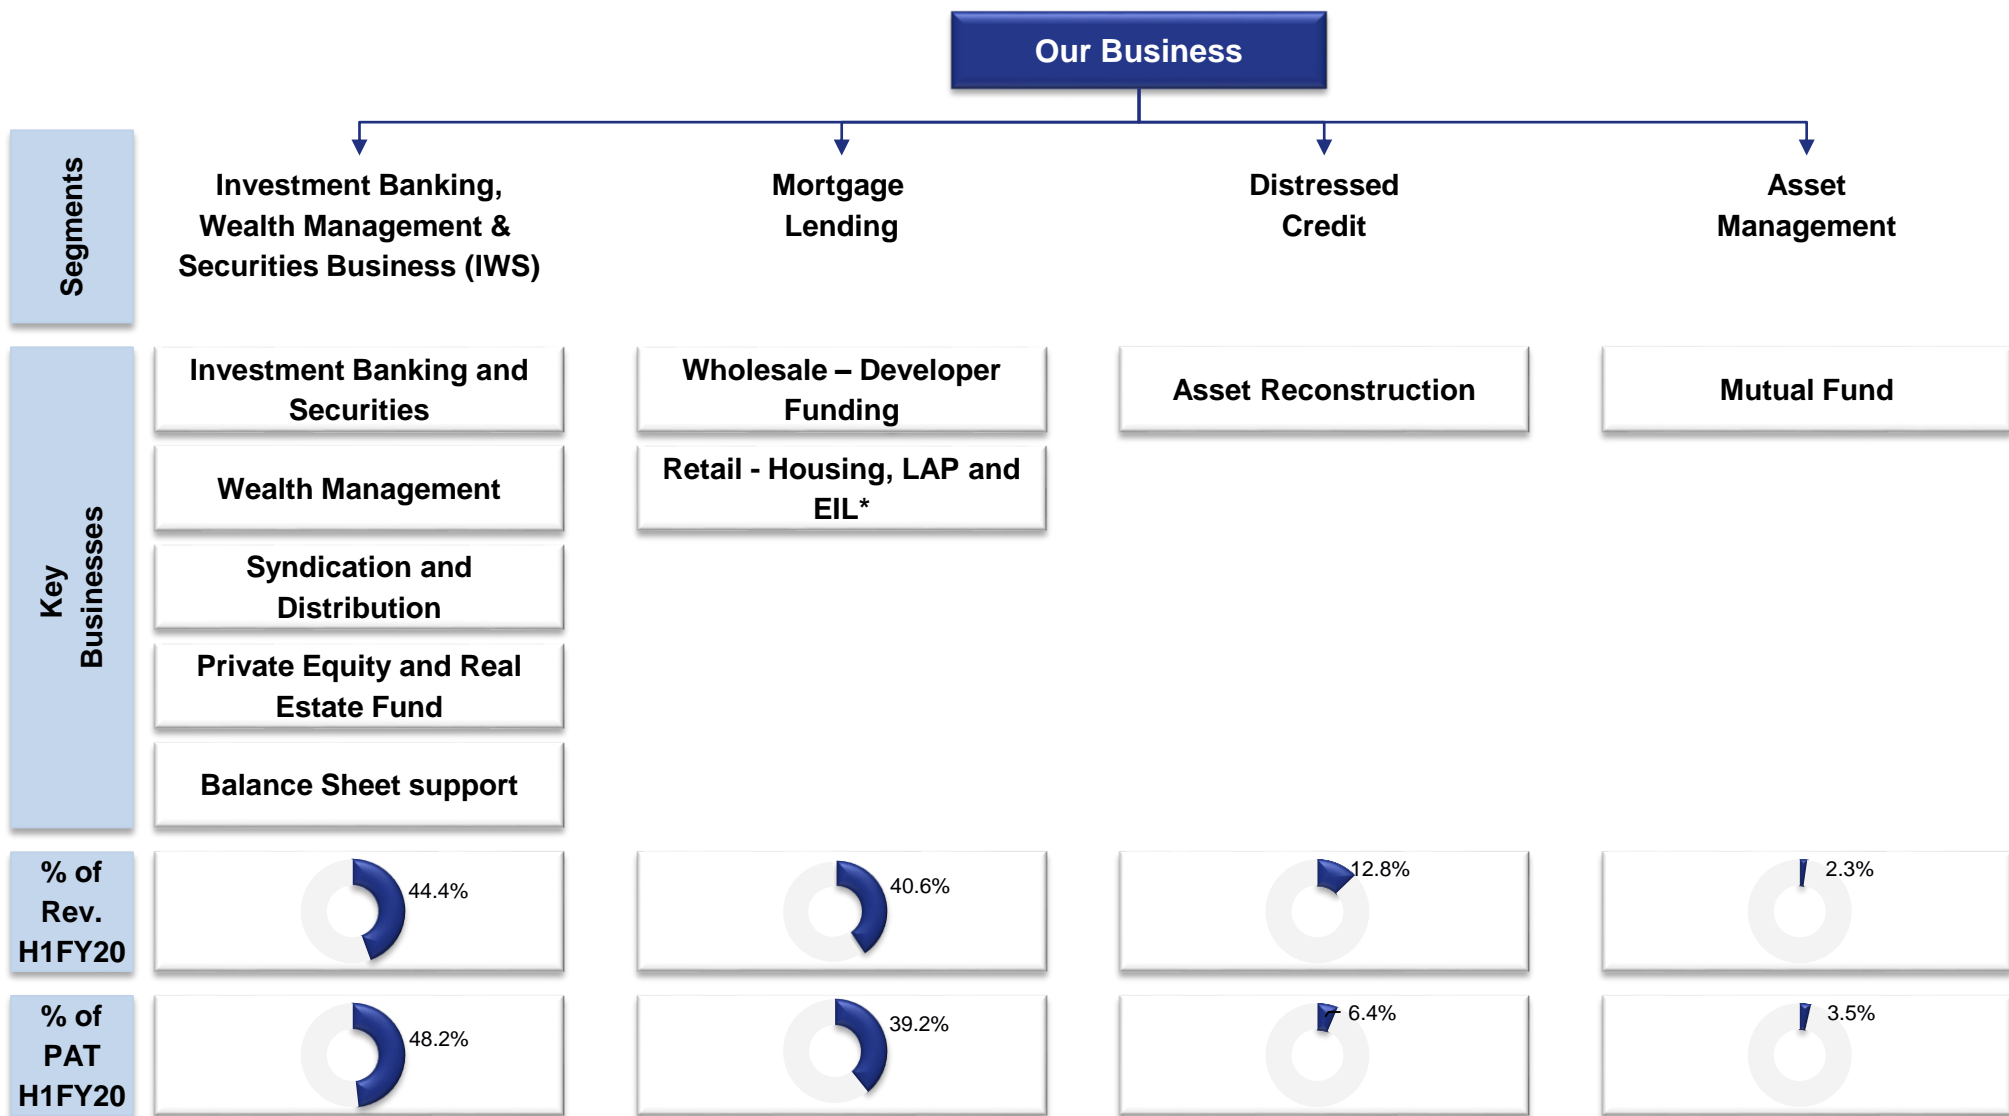 Our Business
Segments
Investment Banking,
Wealth Management &
Securities Business (IWS)
Mortgage
Lending
Distressed
Credit
Asset
Management
Key
Businesses
Investment Banking and
Securities
Wealth Management
Syndication and
Distribution
Private Equity and Real
Estate Fund
Balance Sheet support
Wholesale – Developer
Funding
Retail - Housing, LAP and
EIL*
Asset Reconstruction
Mutual Fund
% of
Rev.
H1FY20
44.4%
40.6%
12.8%
2.3%
% of
PAT
H1FY20
48.2%
39.2%
6.4%
3.5%